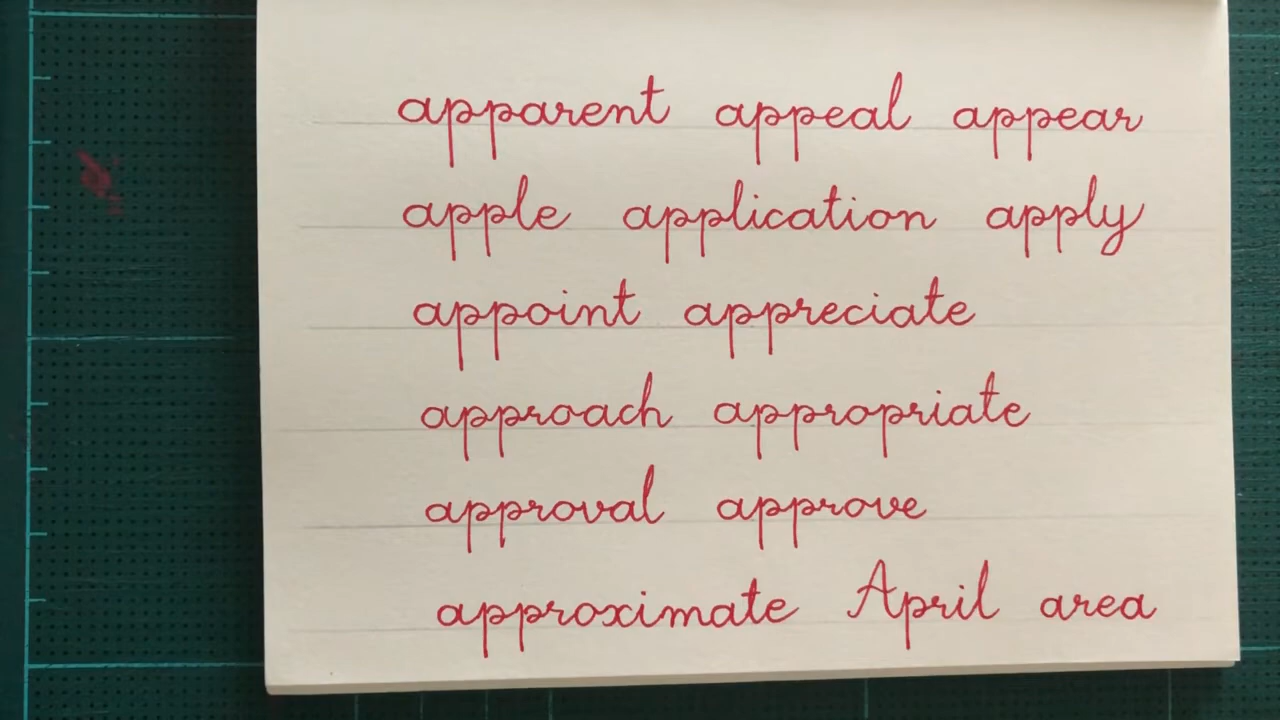 apparent appeal appear
apple application apply
appoint appreciate
approach appropriate
approval approve
approximate April area